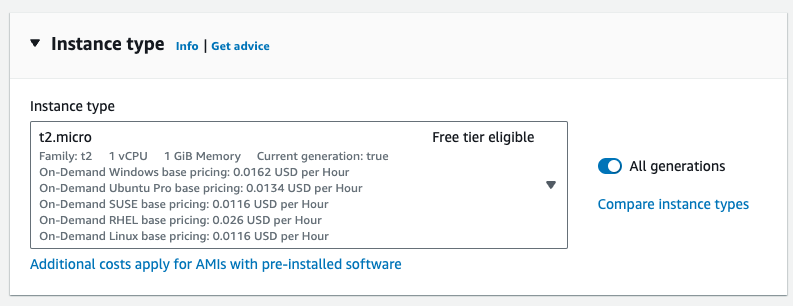 Instance type Info | Get advice
Instance type
t2.micro Free tier eligible
Family: t2 1 vCPU 1 GiB Memory Current generation: true
On-Demand Windows base pricing: 0.0162 USD per Hour
On-Demand Ubuntu Pro base pricing: 0.0134 USD per Hour
On-Demand SUSE base pricing: 0.0116 USD per Hour
On-Demand RHEL base pricing: 0.026 USD per Hour
On-Demand Linux base pricing: 0.0116 USD per Hour
All generations
Compare instance types
Additional costs apply for AMIs with pre-installed software